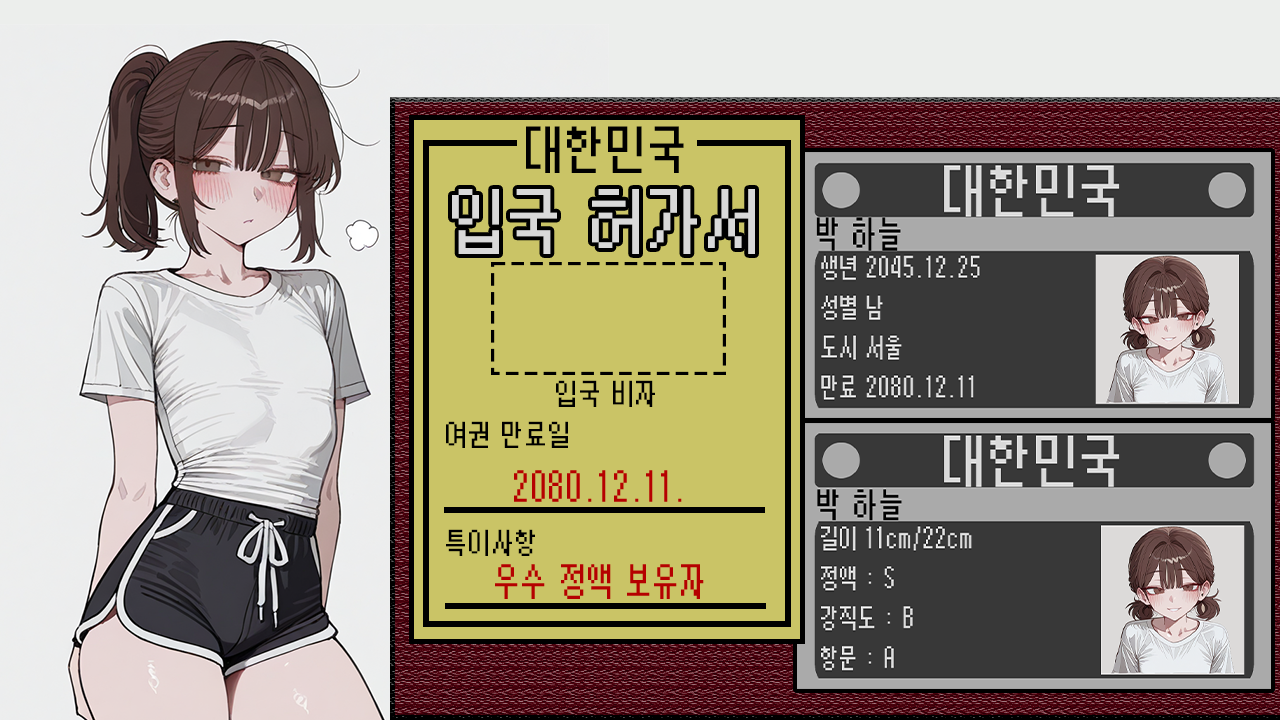 대한민국
입국 허가서
입국 비자
여권 만료일
2080.12.11.
특이사항
우수 정액 보유자
대한민국
박 하늘
생년 2045.12.25
성별 남
도시 서울
만료 2080.12.11
대한민국
박 하늘
길이 11cm/22cm
정액 : S
강직도 : B
항문 : A